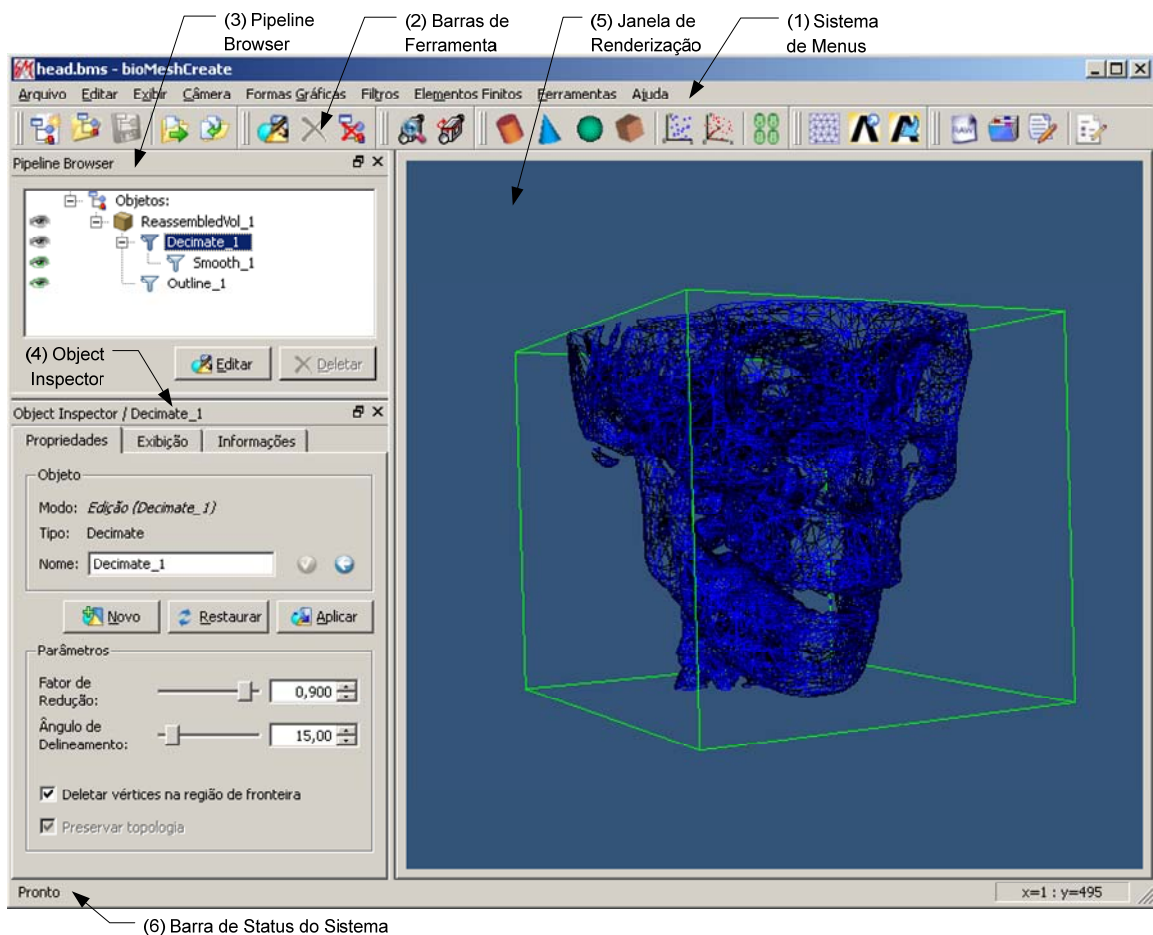 (3) Pipeline
Browser
(2) Barras de
Ferramenta
(5) Janela de
Renderização
(1) Sistema
de Menus
head.bms - bioMeshCreate
Arquivo Editar Exibir Câmera Formas Gráficas Filtros Elementos Finitos Ferramentas Ajuda
RAW
Pipeline Browser
Objetos:
ReassembledVol_1
Decimate_1
Smooth_1
Outline_1
(4) Object
Inspector
Editar Deletar
Object Inspector / Decimate_1
Propriedades Exibição Informações
Objeto
Modo: Edição (Decimate_1)
Tipo: Decimate
Nome: Decimate_1
Novo Restaurar Aplicar
Parâmetros
Fator de
Redução:
0,900
Ângulo de
Delineamento:
15,00
Deletar vértices na região de fronteira
Preservar topologia
Pronto
x=1 : y=495
(6) Barra de Status do Sistema